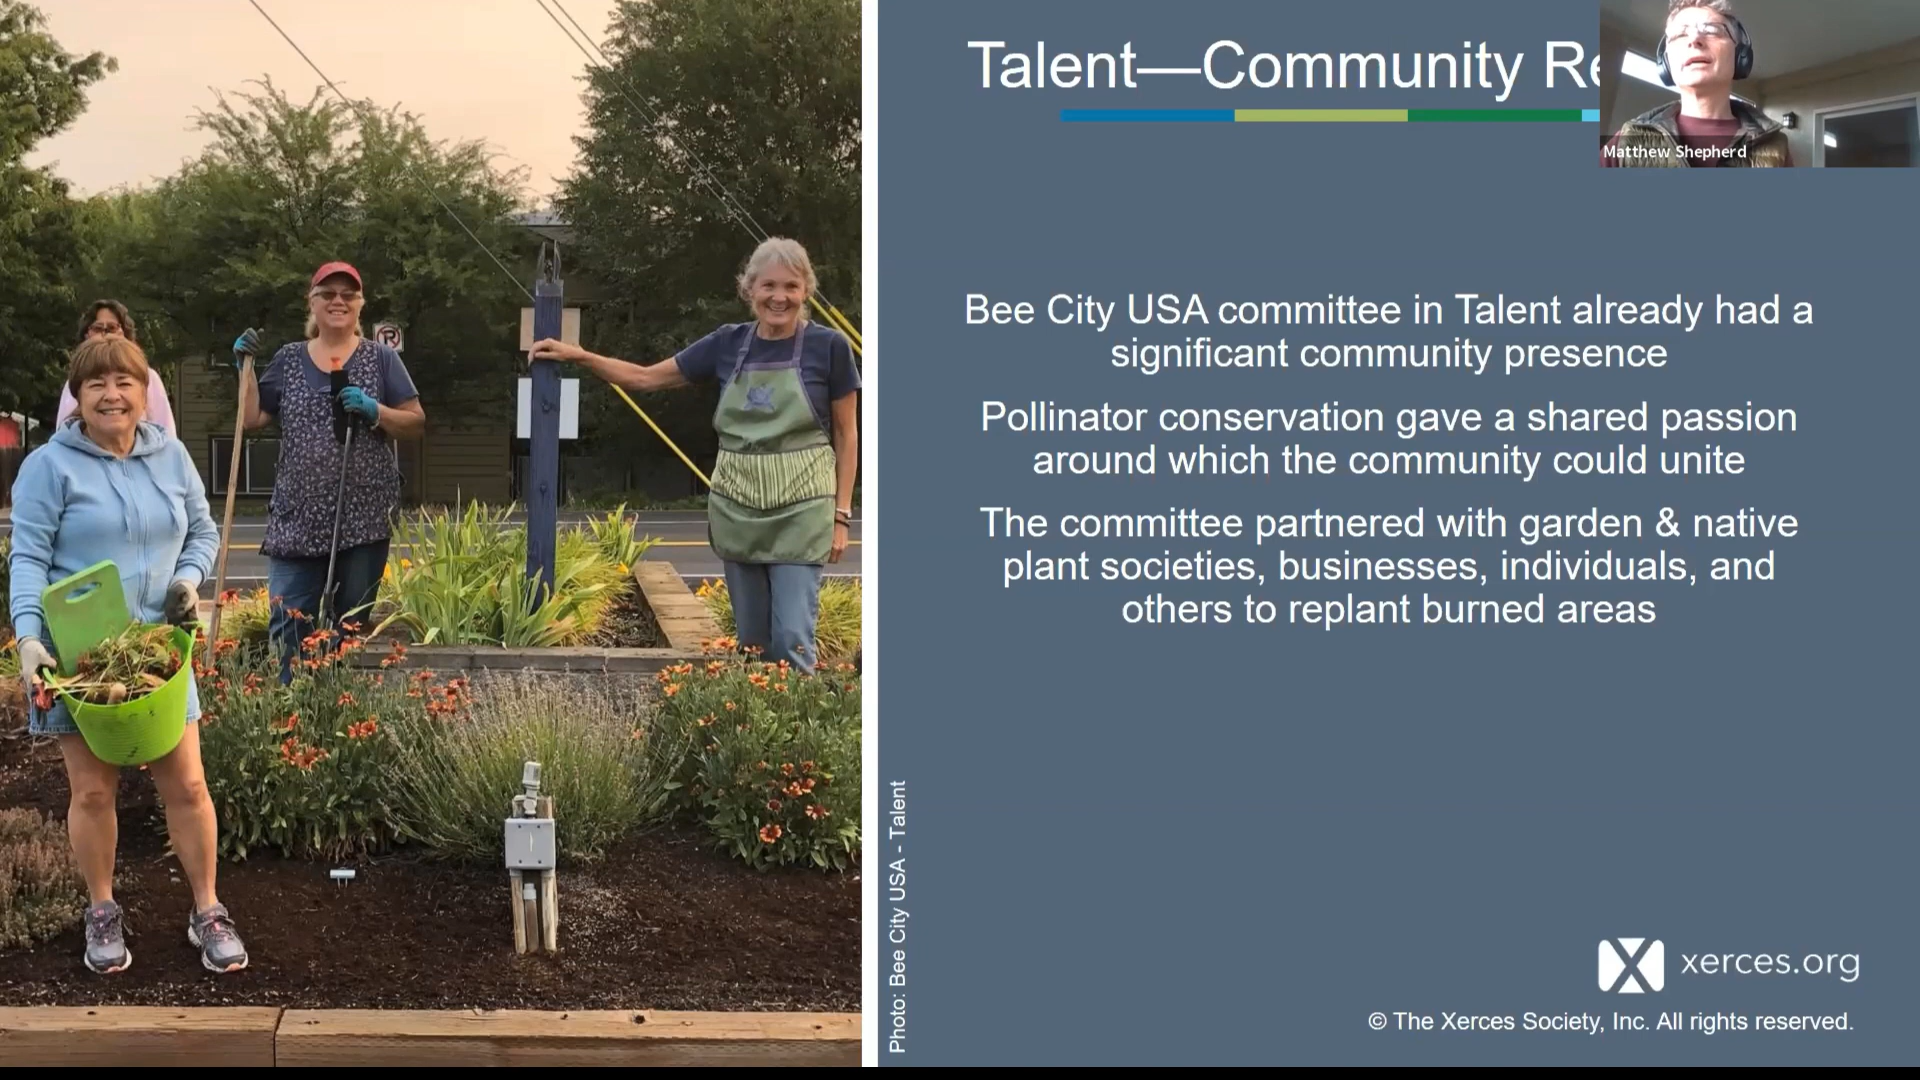 Talent—Community Re
Matthew Shepherd
Bee City USA committee in Talent already had a
significant community presence
Pollinator conservation gave a shared passion
around which the community could unite
The committee partnered with garden & native
plant societies, businesses, individuals, and
others to replant burned areas
Photo: Bee City USA - Talent
xerces.org
© The Xerces Society, Inc. All rights reserved.